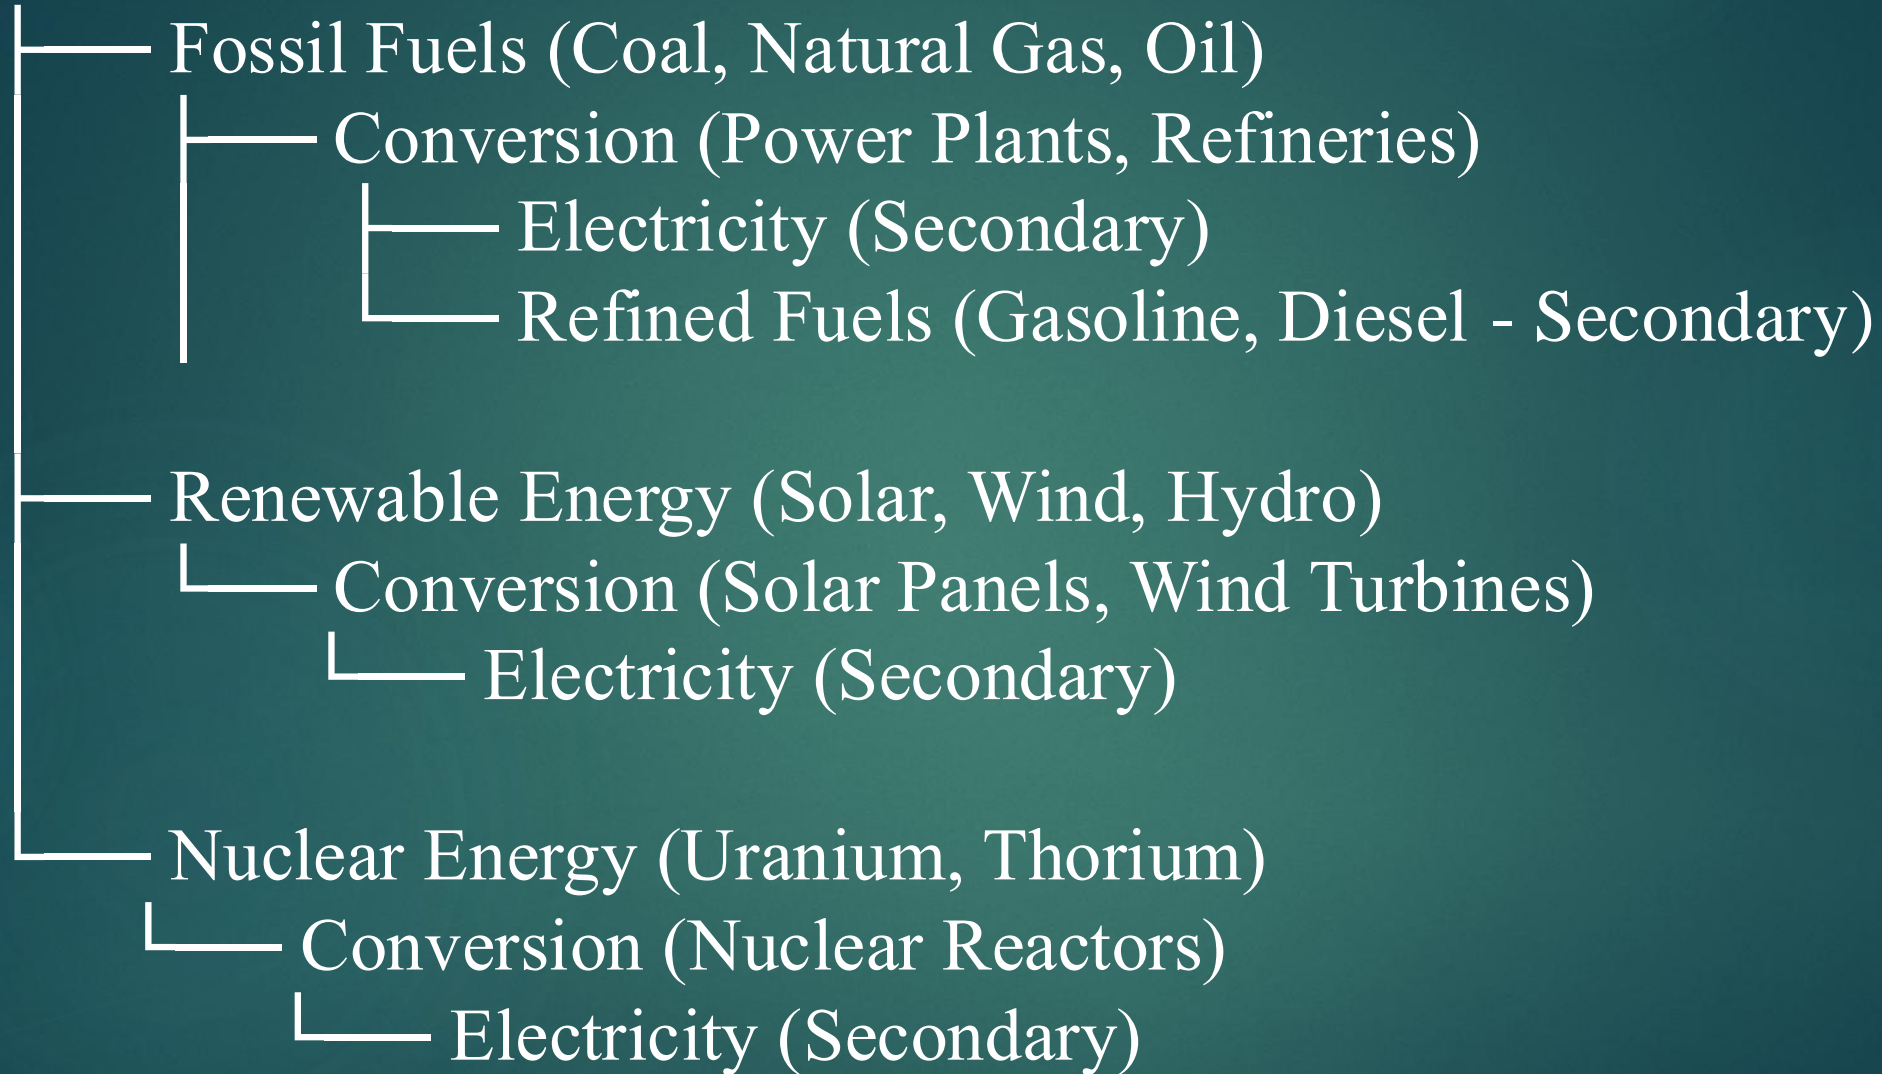 Fossil Fuels (Coal, Natural Gas, Oil)
Conversion (Power Plants, Refineries)
Electricity (Secondary)
Refined Fuels (Gasoline, Diesel - Secondary)
Renewable Energy (Solar, Wind, Hydro)
Conversion (Solar Panels, Wind Turbines)
Electricity (Secondary)
Nuclear Energy (Uranium, Thorium)
Conversion (Nuclear Reactors)
Electricity (Secondary)